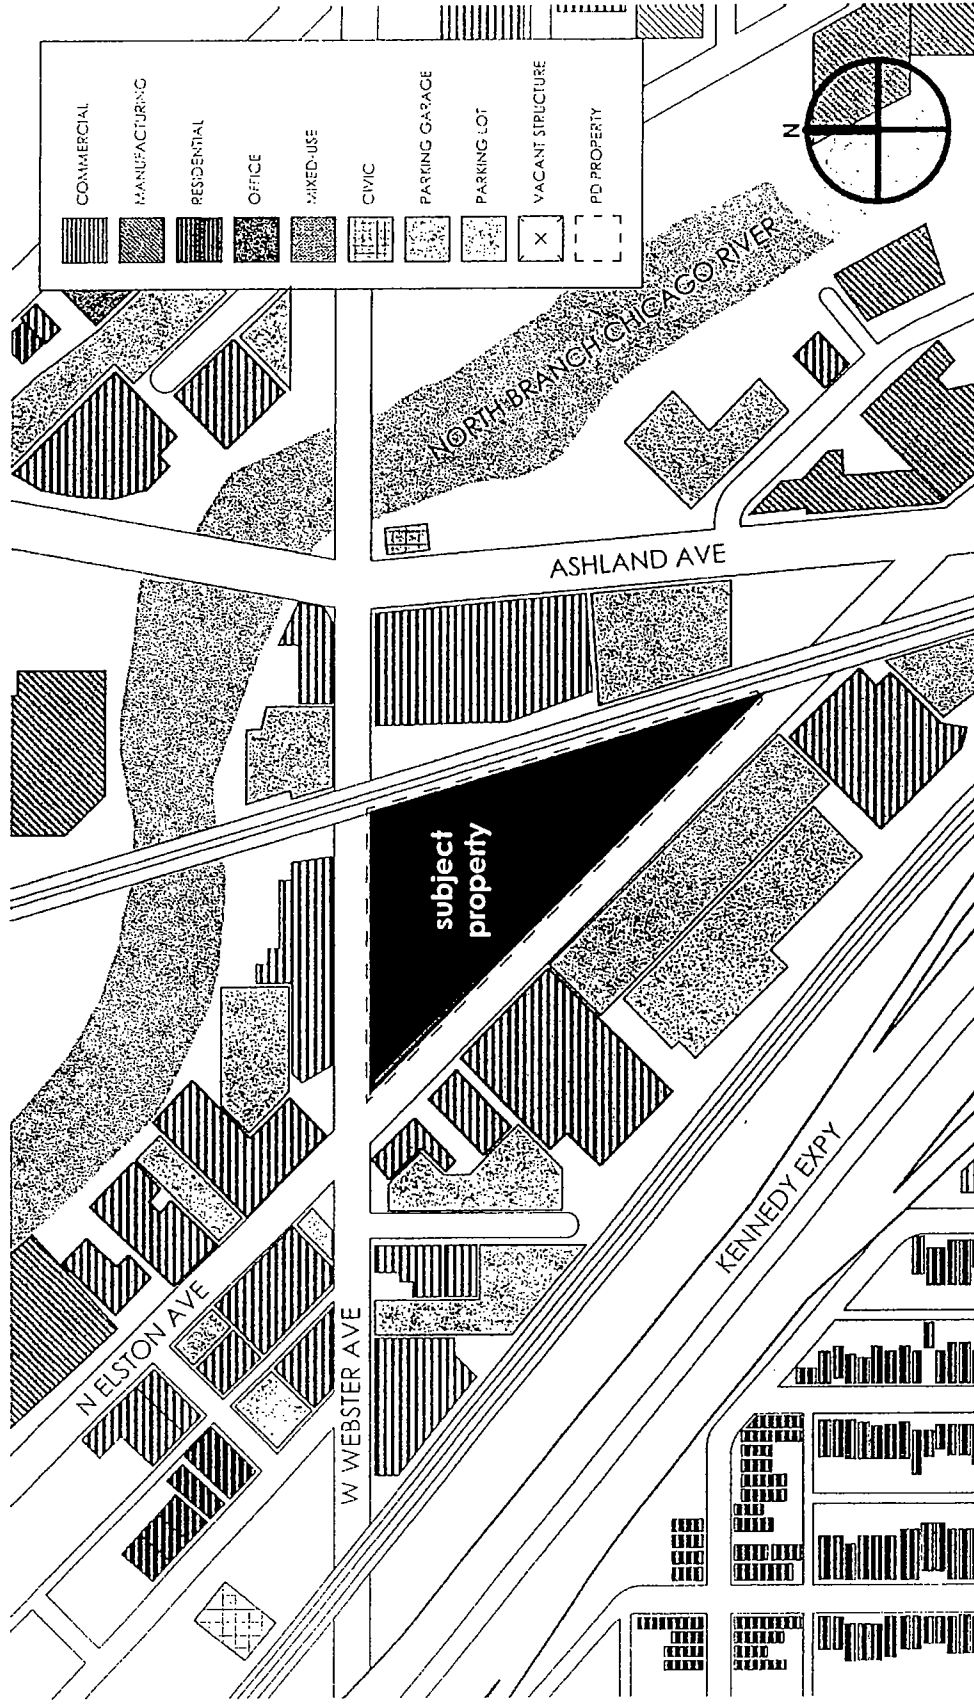 COMMERCIAL
MANUFACTURING
RESIDENTIAL
OFFICE
MIXED-USE
CIVIC
PARKING GARAGE
PARKING LOT
VACANT STRUCTURE
PD PROPERTY
X
N
NORTH BRANCH CHICAGO RIVER
ASHLAND AVE
subject
property
KENNEDY EXPY
N ELSTON AVE
W WEBSTER AVE